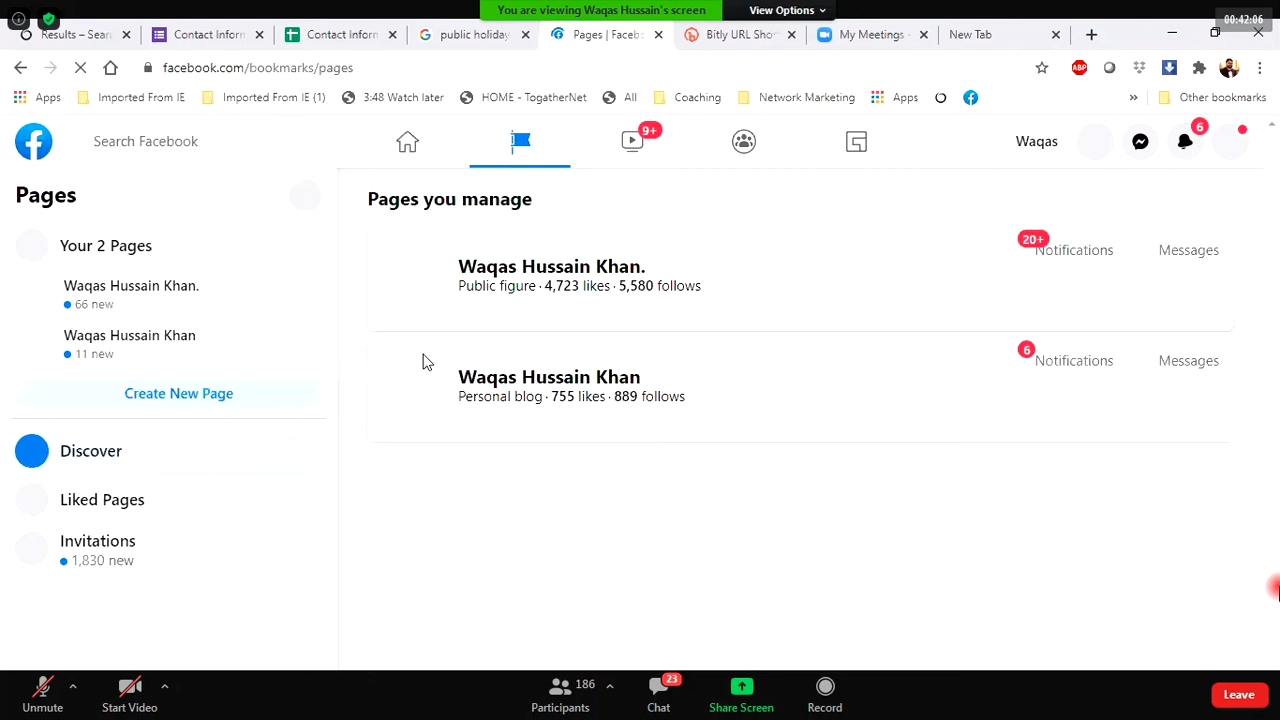 You are viewing Waqas Hussain's screen
View Options
00:42:06
Results – Sear
Contact Inforn
Contact inforn
public holiday
Pages | Faceb
Bitly URL Sho
My Meetings -
New Tab
facebook.com/bookmarks/pages
ABP
Apps
Imported From IE
Imported From IE (1)
3:48 Watch later
HOME - TogatherNet
All
Coaching
Network Marketing
Apps
Other bookmarks
Search Facebook
9+
Waqas
6
Pages
Your 2 Pages
Waqas Hussain Khan.
66 new
Waqas Hussain Khan
11 new
Create New Page
Discover
Liked Pages
Invitations
1,830 new
Pages you manage
Waqas Hussain Khan.
Public figure · 4,723 likes · 5,580 follows
20+
Notifications
Messages
Waqas Hussain Khan
Personal blog · 755 likes · 889 follows
6
Notifications
Messages
Unmute
Start Video
186
Participants
23
Chat
Share Screen
Record
Leave